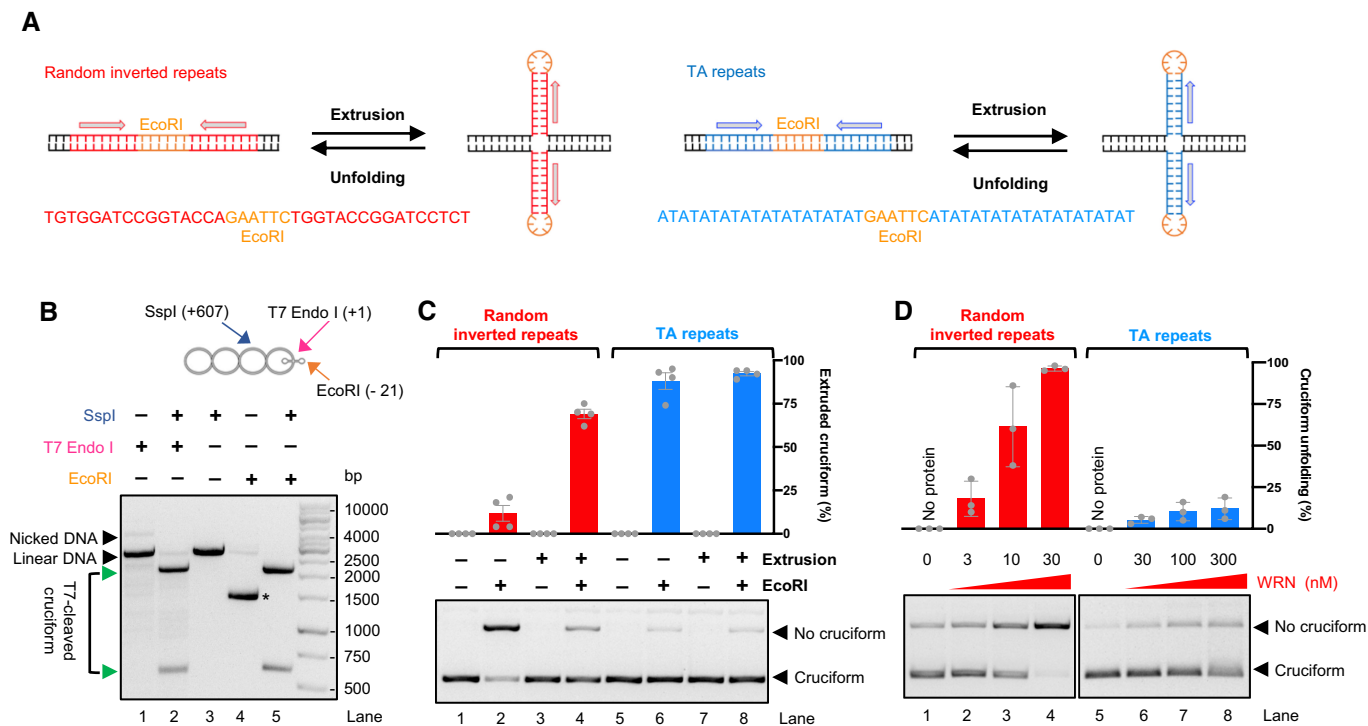 A
Random inverted repeats
EcoRI
Extrusion
Unfolding
TGTGGATCCGGTACCAGAATTCTGGTACCGGATCCTCT
EcoRI
TA repeats
EcoRI
Extrusion
Unfolding
ATATATATATATATATATATGAATTCATATATATATATATATATAT
EcoRI
B
SspI (+607)
T7 Endo I (+1)
EcoRI (- 21)
SspI – + + – +
T7 Endo I + + – – –
EcoRI – – – + +
bp
Nicked DNA
Linear DNA
T7-cleaved cruciform
*
10000
4000
2500
2000
1500
1000
750
500
1 2 3 4 5 Lane
C
Random inverted repeats
TA repeats
100
75
50
25
0
Extruded cruciform (%)
– – + + – – + + Extrusion
– + – + – + – + EcoRI
No cruciform
Cruciform
1 2 3 4 5 6 7 8 Lane
D
Random inverted repeats
TA repeats
No protein
No protein
100
75
50
25
0
Cruciform unfolding (%)
0 3 10 30 0 30 100 300
WRN (nM)
No cruciform
Cruciform
1 2 3 4 5 6 7 8 Lane